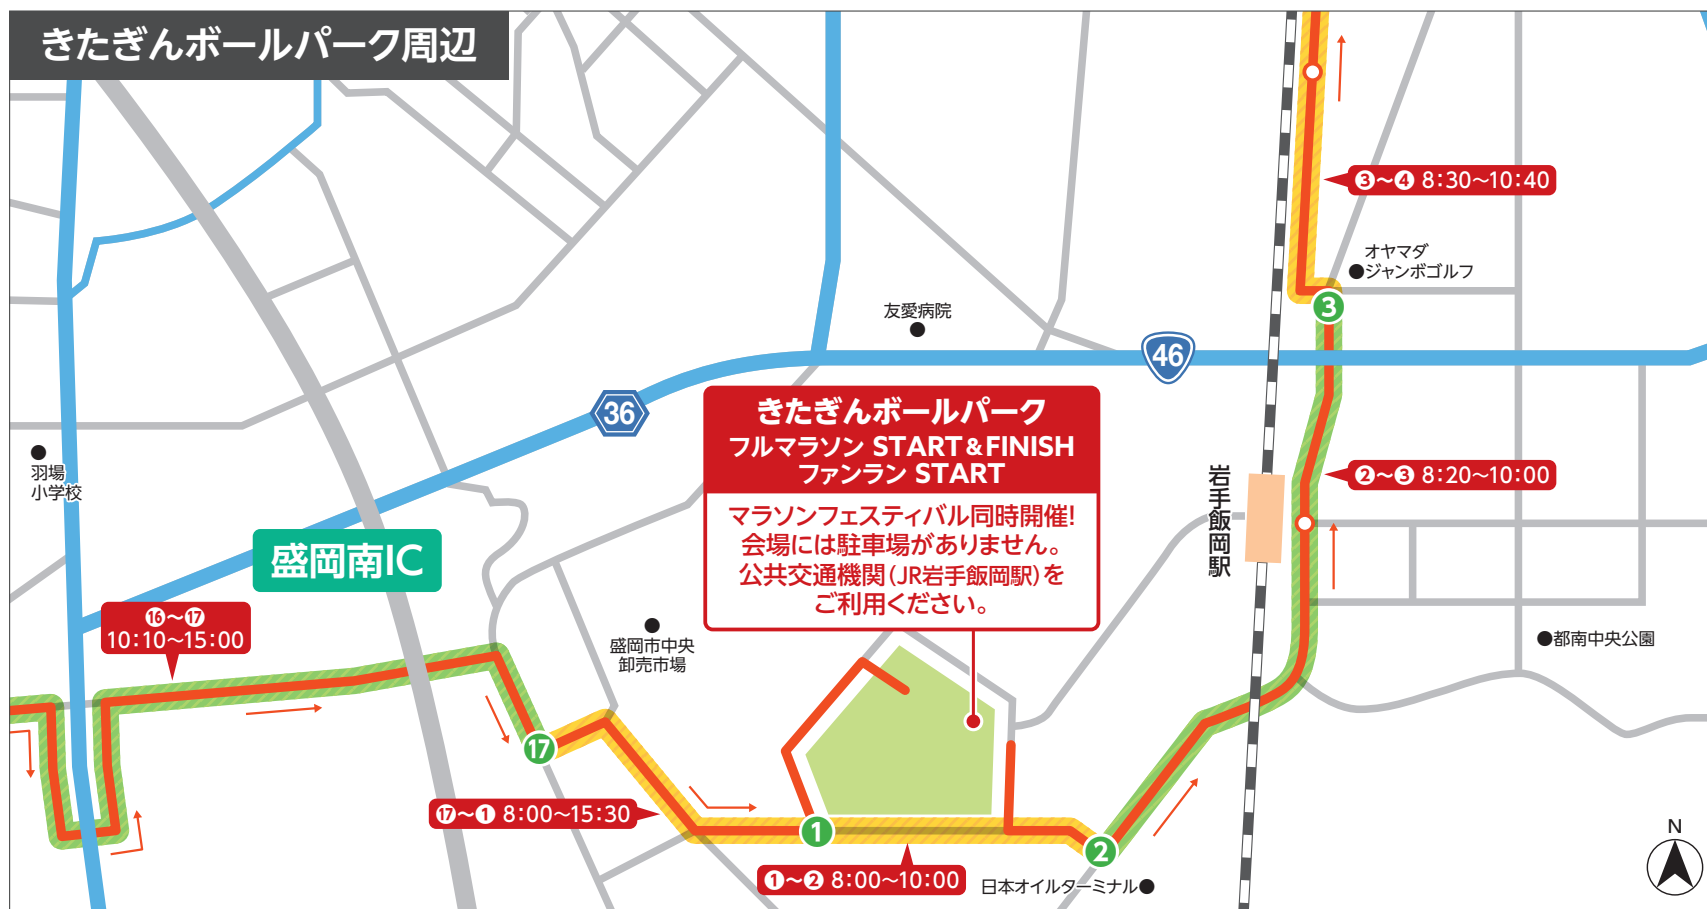 きたぎんボールパーク周辺
N
❸〜❹ 8:30〜10:40
オヤマダ
ジャンボゴルフ
3
友愛病院
46
36
きたぎんボールパーク
フルマラソン START&FINISH
ファンラン START
マラソンフェスティバル同時開催!
会場には駐車場がありません。
公共交通機関(JR岩手飯岡駅)を
ご利用ください。
羽場
小学校
岩手飯岡駅
❷〜❸ 8:20〜10:00
盛岡南IC
⓰〜⓱
10:10〜15:00
盛岡市中央
卸売市場
都南中央公園
17
⓱〜❶ 8:00〜15:30
1
2
❶〜❷ 8:00〜10:00
日本オイルターミナル